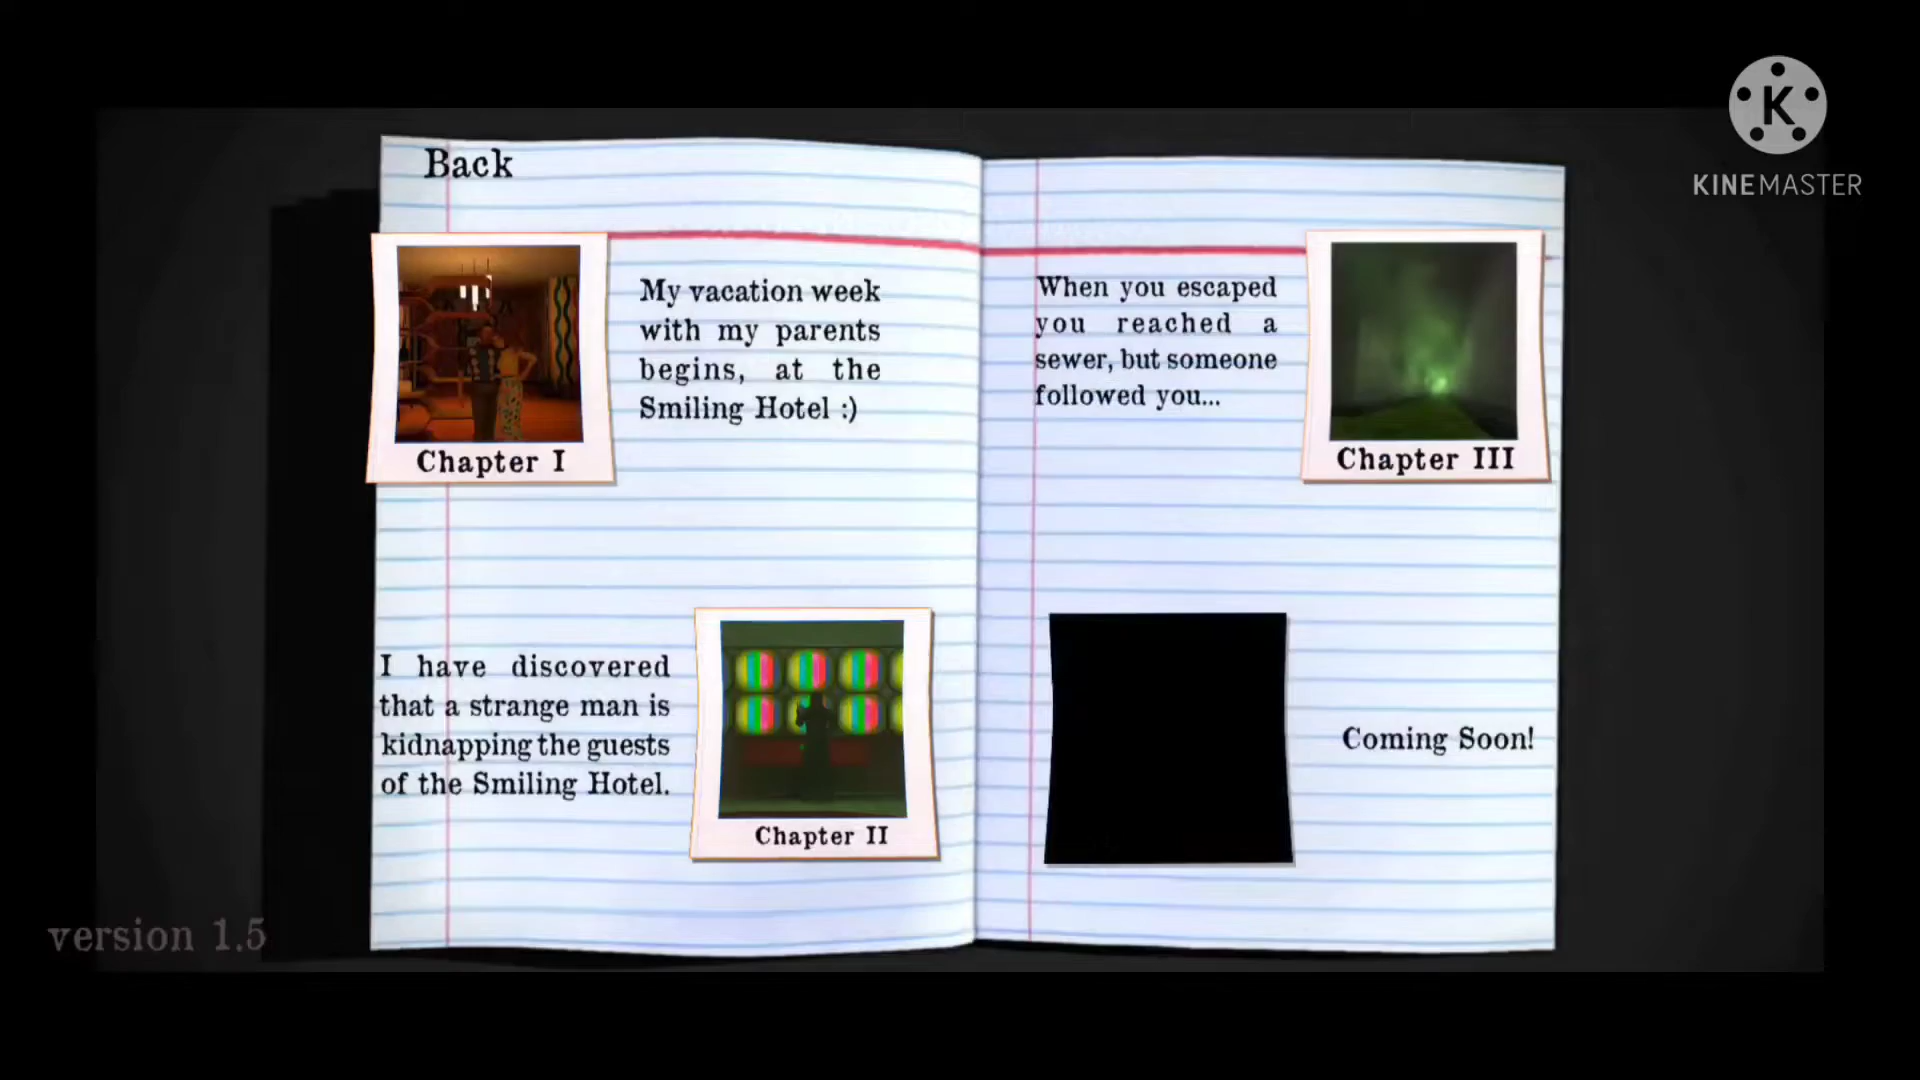 Back
My vacation week
with my parents
begins, at the
Smiling Hotel :)
Chapter I
I have discovered
that a strange man is
kidnapping the guests
of the Smiling Hotel.
Chapter II
When you escaped
you reached a
sewer, but someone
followed you...
Chapter III
Coming Soon!
version 1.5
K
KINEMASTER